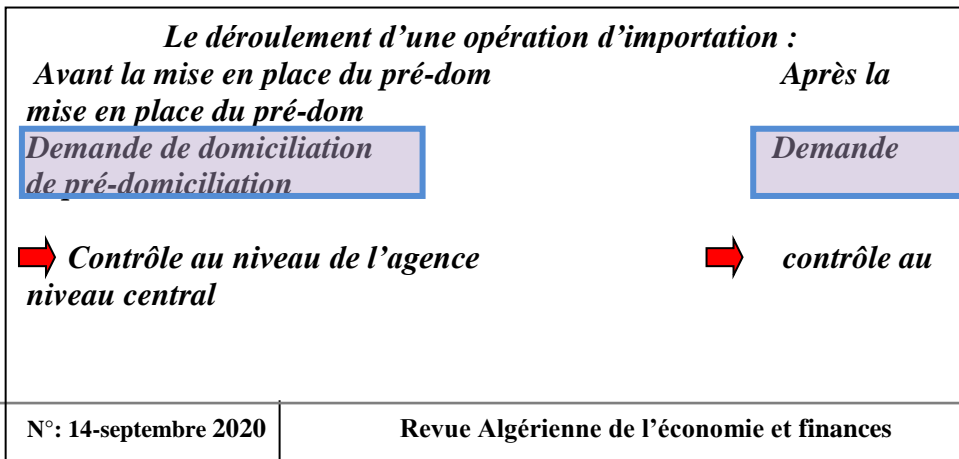 Le déroulement d'une opération d'importation :
Avant la mise en place du pré-dom Après la
mise en place du pré-dom
Demande de domiciliation Demande
de pré-domiciliation
Contrôle au niveau de l'agence contrôle au
niveau central
N°: 14-septembre 2020 Revue Algérienne de l'économie et finances